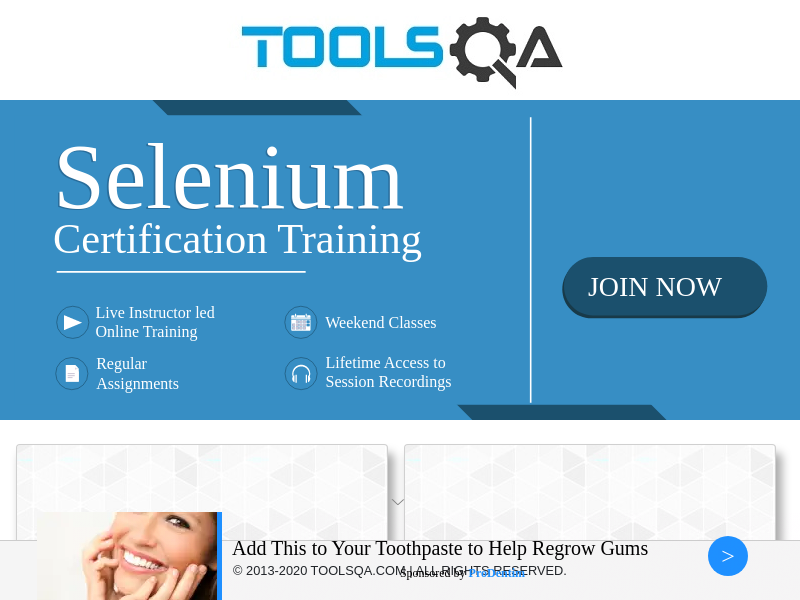 TOOLSQA
Selenium
Certification Training
Live Instructor led
Online Training
Weekend Classes
Regular
Assignments
Lifetime Access to
Session Recordings
JOIN NOW
Add This to Your Toothpaste to Help Regrow Gums
© 2013-2020 TOOLSQA.COM | ALL RIGHTS RESERVED.
Sponsored by ProDentim
>